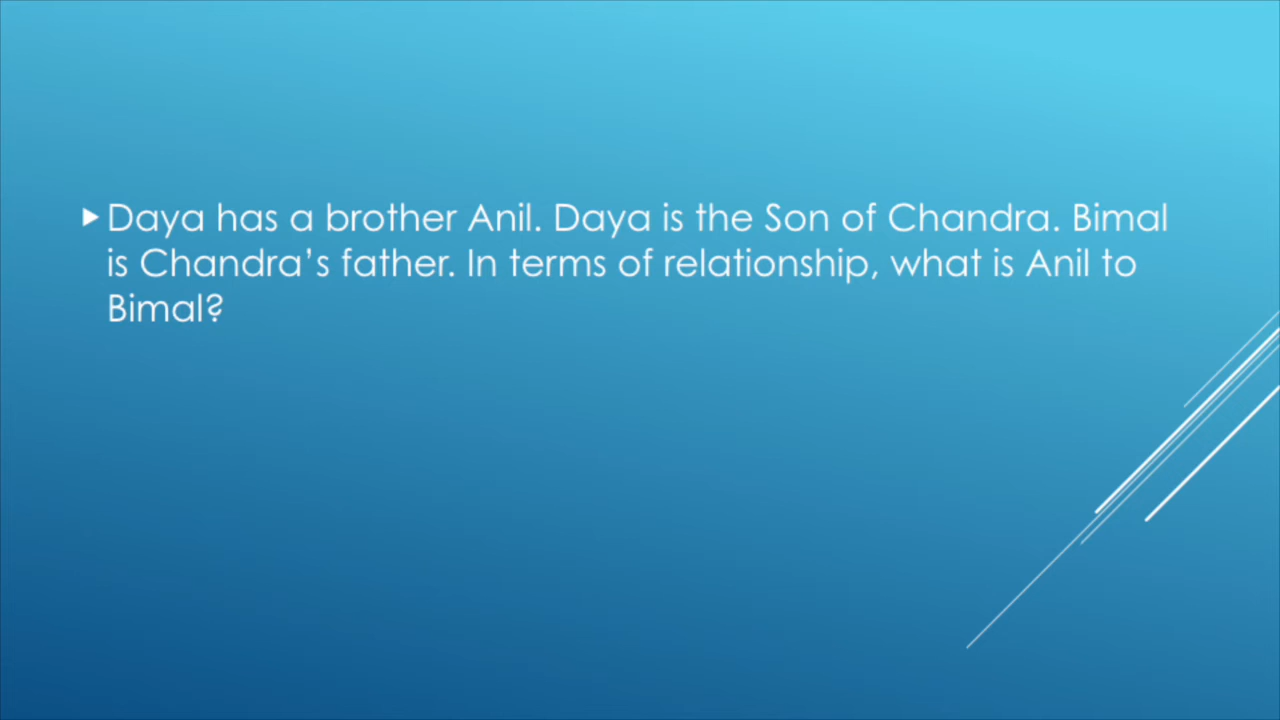 Daya has a brother Anil. Daya is the Son of Chandra. Bimal
is Chandra’s father. In terms of relationship, what is Anil to
Bimal?